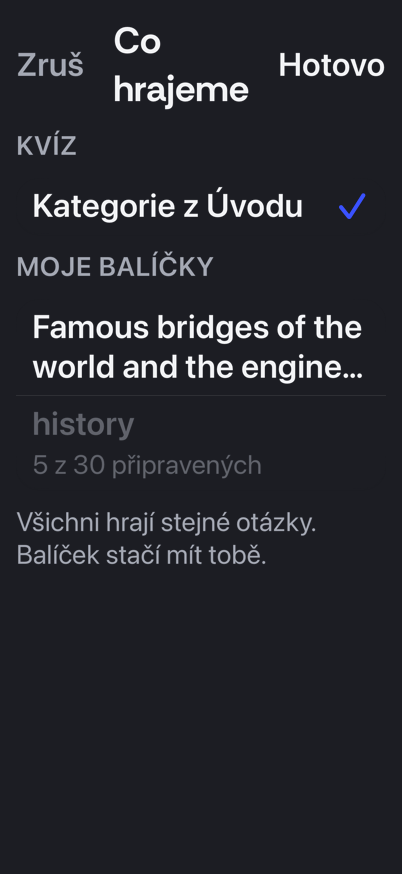 Zruš
Co
hrajeme
Hotovo
KVÍZ
Kategorie z Úvodu
MOJE BALÍČKY
Famous bridges of the
world and the engine…
history
5 z 30 připravených
Všichni hrají stejné otázky.
Balíček stačí mít tobě.